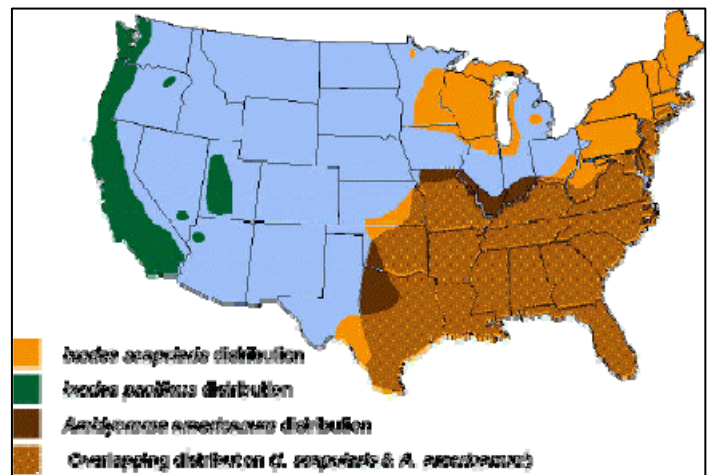 Ixodes scapularis distribution
Ixodes pacificus distribution
Amblyomma americanum distribution
Overlapping distribution (I. scapularis & A. americanum)